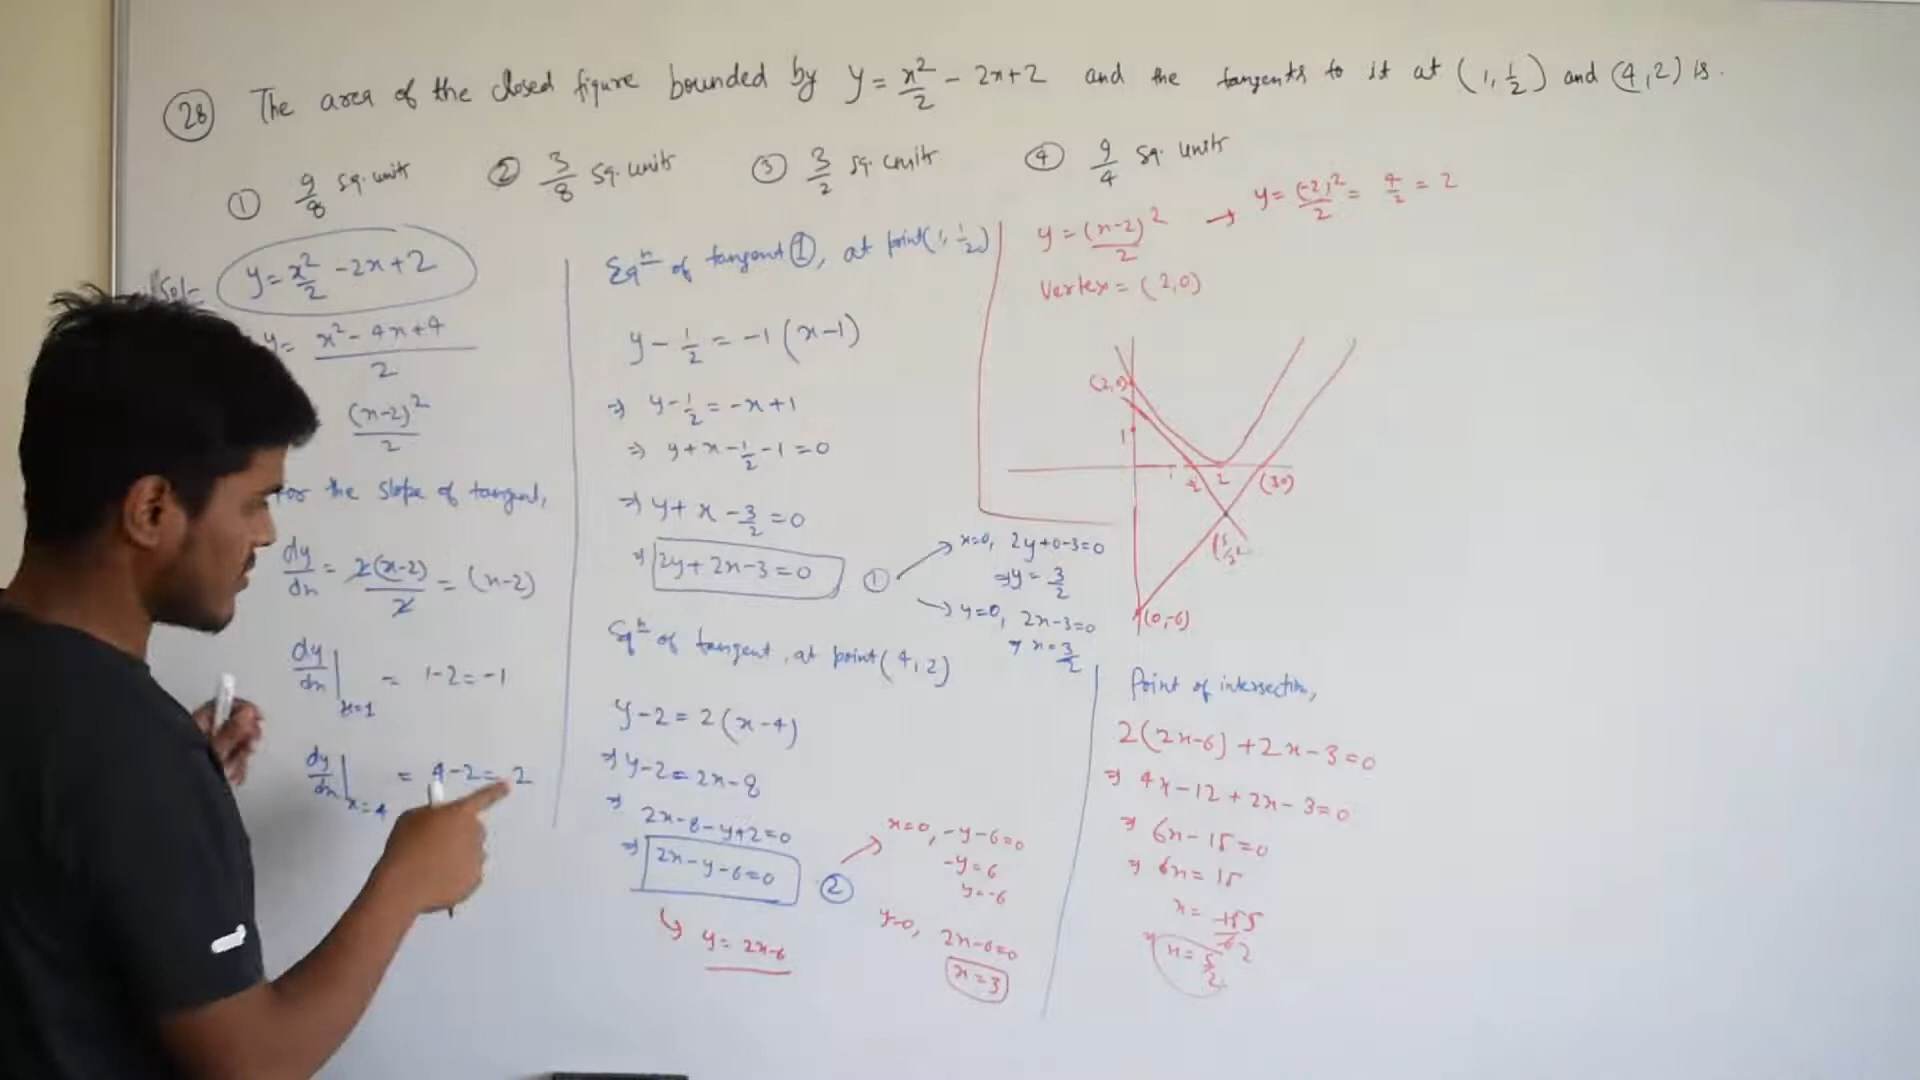 28 The area of the closed figure bounded by y = x²/2 - 2x+2 and the tangents to it at (1, 1/2) and (4,2) is.
① 9/8 sq. units ② 3/8 sq. units ③ 3/2 sq. units ④ 9/4 sq. units
Sol-
y = x²/2 - 2x + 2
y = x² - 4x + 4 / 2
(x-2)²/2
For the slope of tangent,
dy/dx = 2(x-2)/2 = (x-2)
dy/dx|x=1 = 1-2 = -1
dy/dx|x=4 = 4-2 = 2
Eqⁿ of tangent ①, at point (1, 1/2)
y - 1/2 = -1 (x-1)
⇒ y - 1/2 = -x+1
⇒ y + x - 1/2 - 1 = 0
⇒ y + x - 3/2 = 0
⇒ 2y + 2x - 3 = 0 ①
x=0, 2y+0-3=0
⇒ y = 3/2
y=0, 2x-3=0
⇒ x = 3/2
Eqⁿ of tangent, at point (4,2)
y-2 = 2(x-4)
⇒ y-2 = 2x-8
⇒ 2x-8-y+2=0
⇒ 2x-y-6=0 ②
y = 2x-6
x=0, -y-6=0
-y=6
y=-6
y=0, 2x-6=0
x=3
y = (x-2)²/2 → y = (-2)²/2 = 4/2 = 2
Vertex = (2,0)
1
2
(0,-6)
Point of intersection,
2(2x-6)+2x-3=0
⇒ 4x-12+2x-3=0
⇒ 6x-15=0
⇒ 6x=15
⇒ x = 5/2